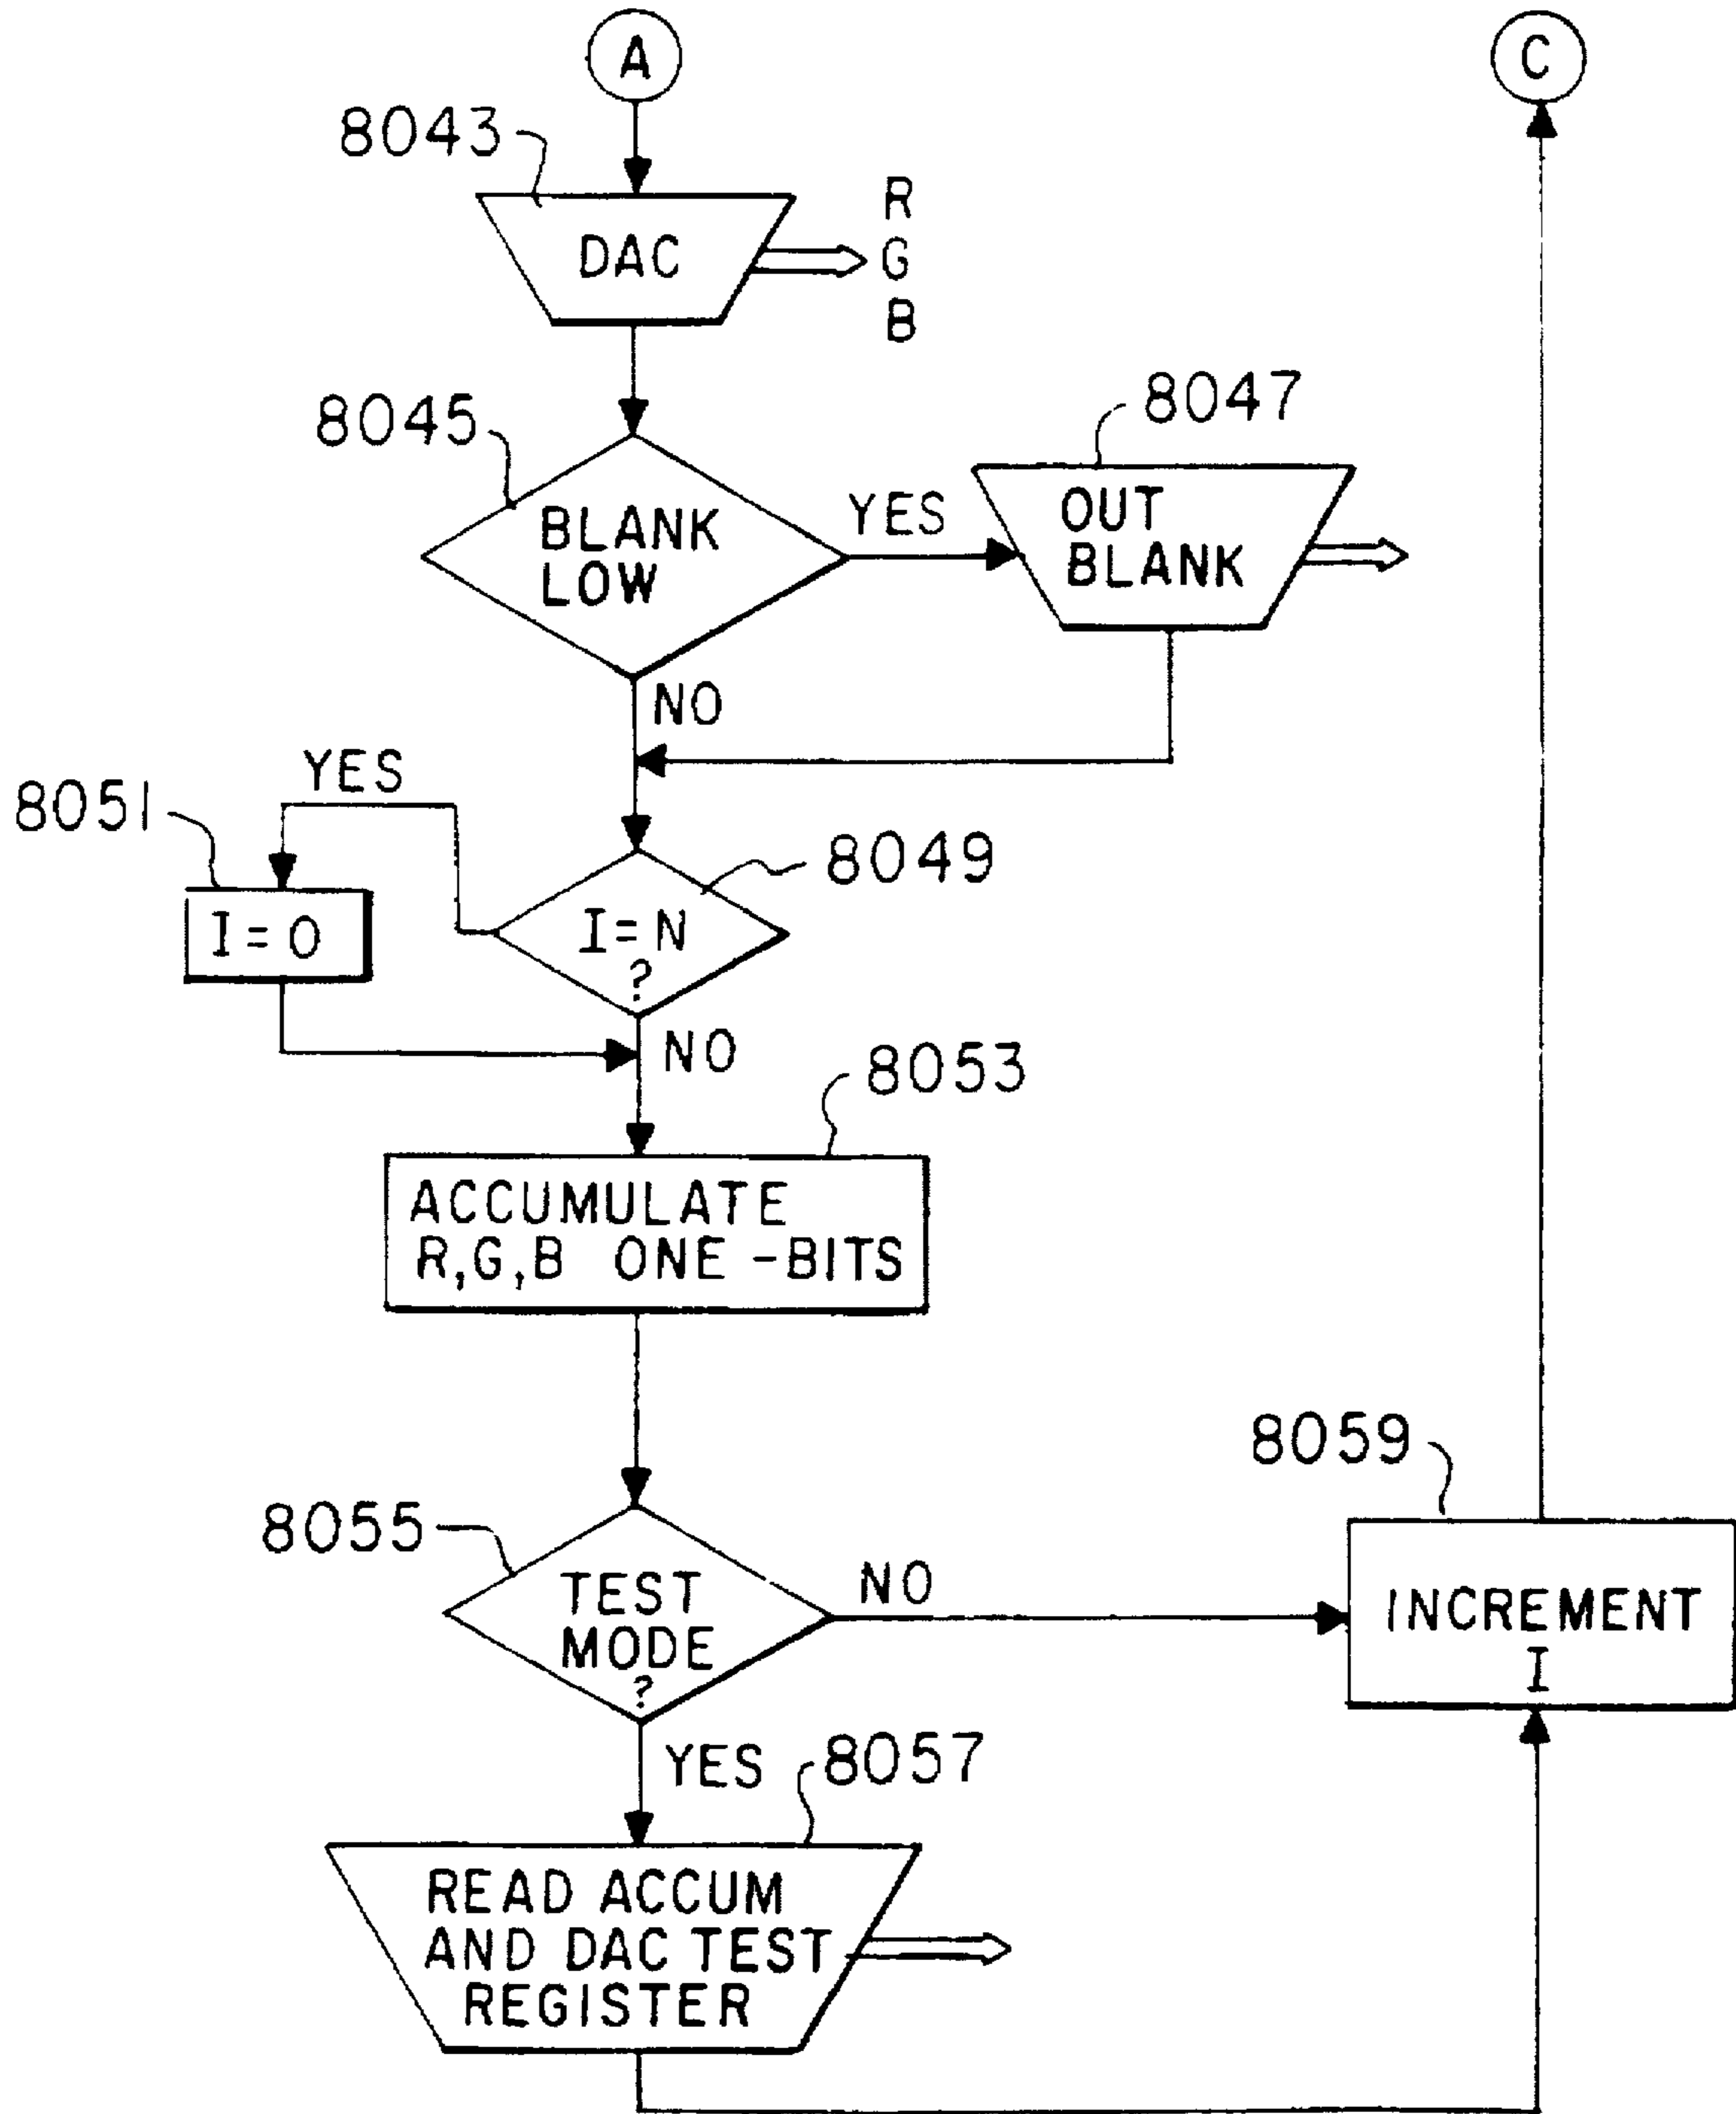 A
C
8043
DAC
R
G
B
8045
8047
BLANK
LOW
YES
OUT
BLANK
NO
YES
8051
8049
I=0
I=N
?
NO
8053
ACCUMULATE
R,G,B ONE-BITS
8059
8055
TEST
MODE
?
NO
INCREMENT
I
YES
8057
READ ACCUM
AND DAC TEST
REGISTER